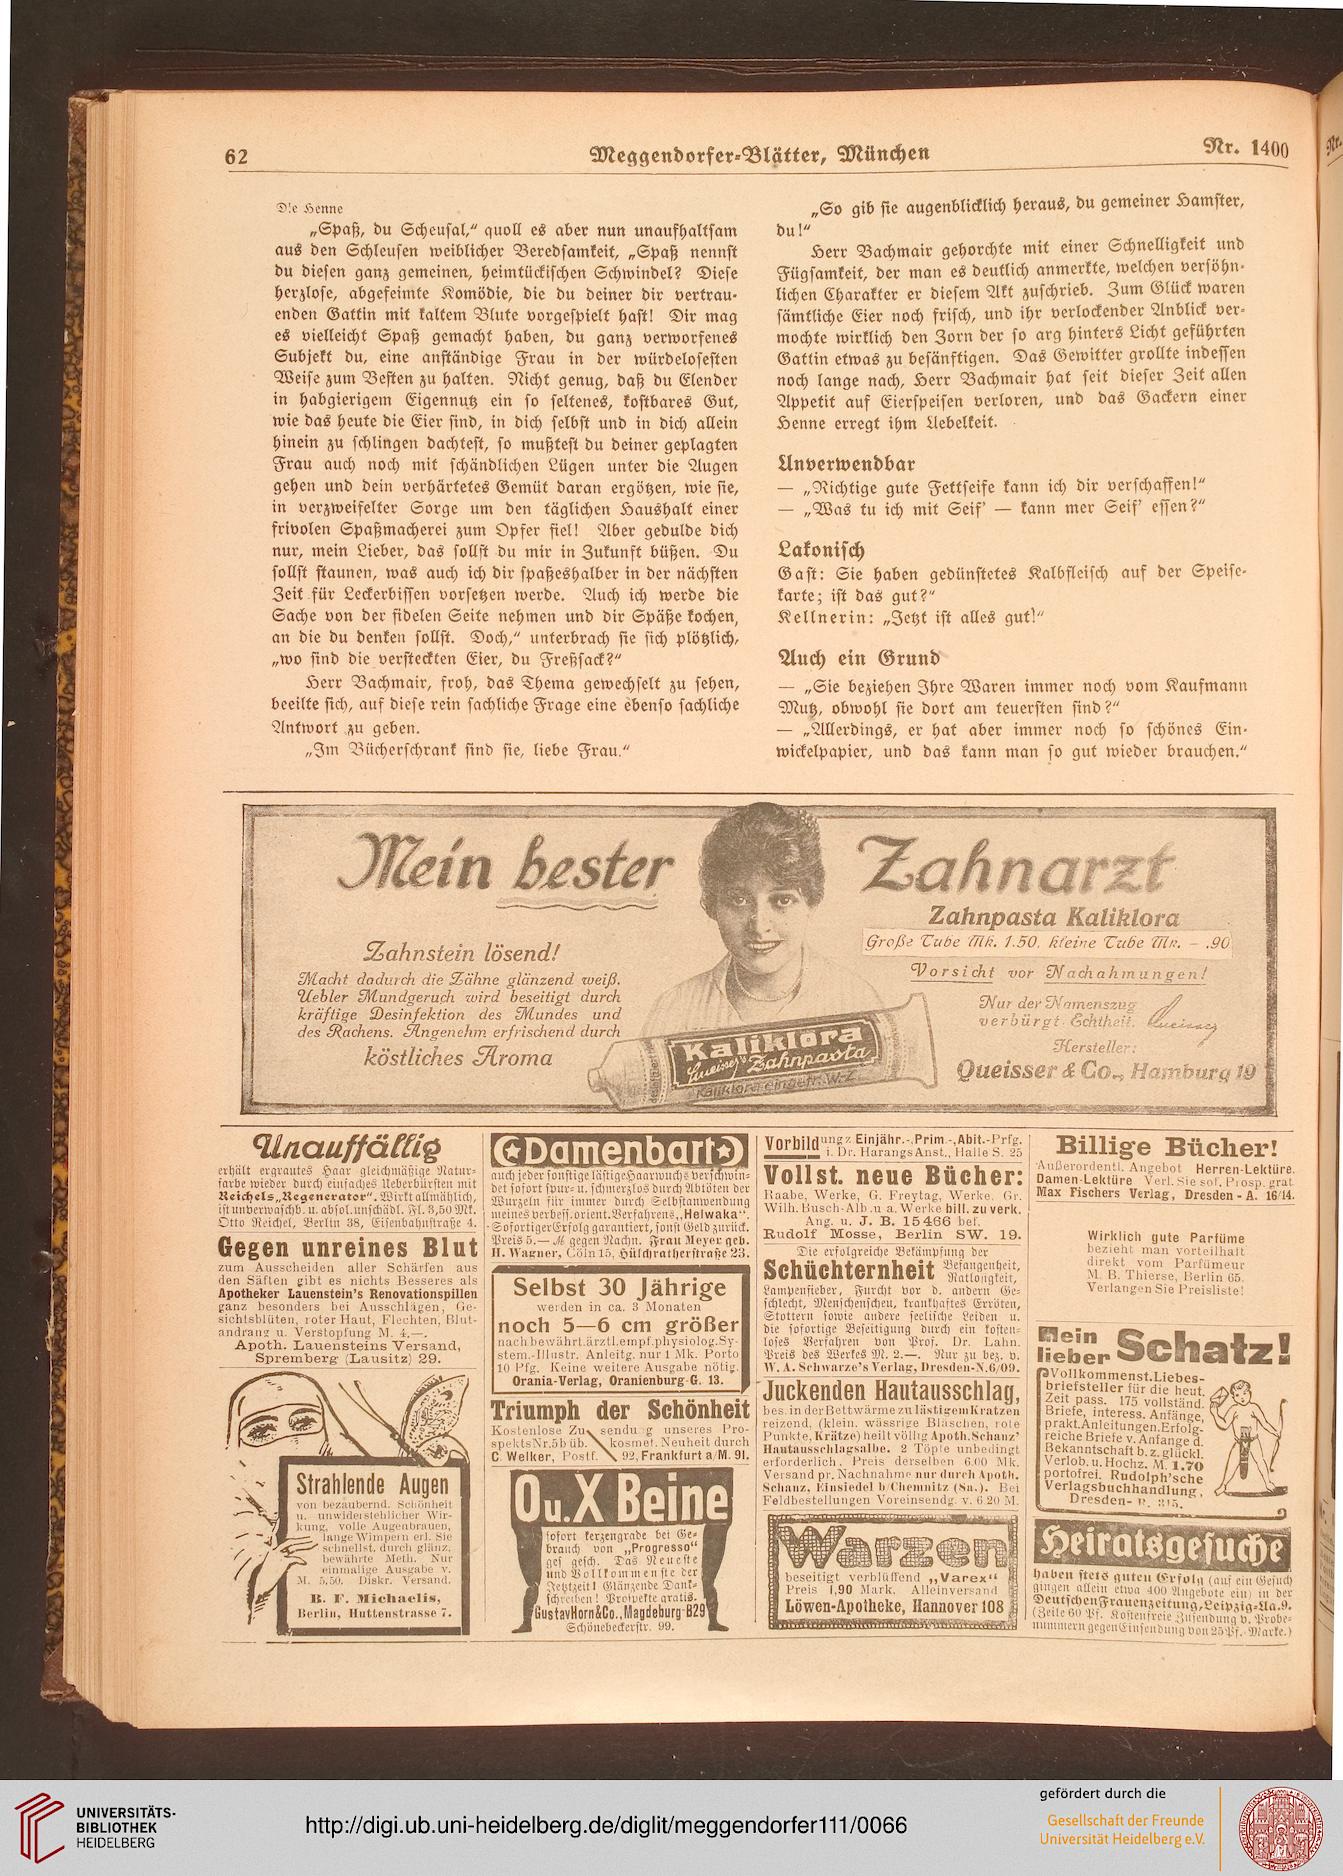 62
Meggendorfer-Blätter, München
Nr. 1400
Die Henne
„Spaß, du Scheusal,“ quoll es aber nun unaufhaltsam
aus den Schleusen weiblicher Beredsamkeit, „Spaß nennst
du diesen ganz gemeinen, heimtückischen Schwindel? Diese
herzlose, abgefeimte Komödie, die du deiner dir vertrau-
enden Gattin mit kaltem Blute vorgespielt hast! Dir mag
es vielleicht Spaß gemacht haben, du ganz verworfenes
Subjekt du, eine anständige Frau in der würdelosesten
Weise zum Besten zu halten. Nicht genug, daß du Elender
in habgierigem Eigennutz ein so seltenes, kostbares Gut,
wie das heute die Eier sind, in dich selbst und in dich allein
hinein zu schlingen dachtest, so mußtest du deiner geplagten
Frau auch noch mit schändlichen Lügen unter die Augen
gehen und dein verhärtetes Gemüt daran ergötzen, wie sie,
in verzweifelter Sorge um den täglichen Haushalt einer
frivolen Spaßmacherei zum Opfer fiel! Aber gedulde dich
nur, mein Lieber, das sollst du mir in Zukunft büßen. Du
sollst staunen, was auch ich dir spaßeshalber in der nächsten
Zeit für Leckerbissen vorsetzen werde. Auch ich werde die
Sache von der fidelen Seite nehmen und dir Späße kochen,
an die du denken sollst. Doch,“ unterbrach sie sich plötzlich,
„wo sind die versteckten Eier, du Freßsack?“
Herr Bachmair, froh, das Thema gewechselt zu sehen,
beeilte sich, auf diese rein sachliche Frage eine ebenso sachliche
Antwort zu geben.
„Im Bücherschrank sind sie, liebe Frau.“
„So gib sie augenblicklich heraus, du gemeiner Hamster,
du!“
Herr Bachmair gehorchte mit einer Schnelligkeit und
Fügsamkeit, der man es deutlich anmerkte, welchen versöhn-
lichen Charakter er diesem Akt zuschrieb. Zum Glück waren
sämtliche Eier noch frisch, und ihr verlockender Anblick ver-
mochte wirklich den Zorn der so arg hinters Licht geführten
Gattin etwas zu besänftigen. Das Gewitter grollte indessen
noch lange nach, Herr Bachmair hat seit dieser Zeit allen
Appetit auf Eierspeisen verloren, und das Gackern einer
Henne erregt ihm Uebelkeit.
Unverwendbar
— „Richtige gute Fettseife kann ich dir verschaffen!“
— „Was tu ich mit Seif’ — kann mer Seif’ essen?“
Lakonisch
Gast: Sie haben gedünstetes Kalbfleisch auf der Speise-
karte; ist das gut?“
Kellnerin: „Jetzt ist alles gut!“
Auch ein Grund
— „Sie beziehen Ihre Waren immer noch vom Kaufmann
Mutz, obwohl sie dort am teuersten sind?“
— „Allerdings, er hat aber immer noch so schönes Ein-
wickelpapier, und das kann man so gut wieder brauchen.“
Mein bester Zahnarzt
Zahnpasta Kaliklora
Große Tube Mk. 1.50, kleine Tube Mk. –.90
Vorsicht vor Nachahmungen!
Nur der Namenszug
verbürgt Echtheit. Queisser
Hersteller:
Queisser & Co., Hamburg 19
Zahnstein lösend!
Macht dadurch die Zähne glänzend weiß.
Uebler Mundgeruch wird beseitigt durch
kräftige Desinfektion des Mundes und
des Rachens. Angenehm erfrischend durch
köstliches Aroma
Kaliklora
Queisser's Zahnpasta
Kaliklora eingetr. W.-Z.
Unauffällig
erhält ergrautes Haar gleichmäßige Natur-
farbe wieder durch einfaches Ueberbürsten mit
Reichels „Regenerator“. Wirkt allmählich,
ist unverwaschb. u. absol. unschädl. Fl. 3,50 Mk.
Otto Reichel, Berlin 38, Eisenbahnstraße 4.
Gegen unreines Blut
zum Ausscheiden aller Schärfen aus
den Säften gibt es nichts Besseres als
Apotheker Lauenstein's Renovationspillen
ganz besonders bei Ausschlägen, Ge-
sichtsblüten, roter Haut, Flechten, Blut-
andrang u. Verstopfung M. 4.—.
Apoth. Lauensteins Versand,
Spremberg (Lausitz) 29.
Strahlende Augen
von bezaubernd. Schönheit
u. unwiderstehlicher Wir-
kung, volle Augenbrauen,
lange Wimpern erl. Sie
schnellst. durch glänz.
bewährte Meth. Nur
einmalige Ausgabe v.
M. 5,50. Diskr. Versand.
B. F. Michaelis,
Berlin, Huttenstrasse 7.
Damenbart
auch jeder sonstige lästige Haarwuchs verschwin-
det sofort spur- u. schmerzlos durch Abtöten der
Wurzeln für immer durch Selbstanwendung
meines verbess. orient. Verfahrens „Helwaka“.
Sofortiger Erfolg garantiert, sonst Geld zurück.
Preis 5.— M gegen Nachn. Frau Meyer geb.
H. Wagner, Cöln 15, Hülchratherstraße 23.
Selbst 30 Jährige
werden in ca. 3 Monaten
noch 5—6 cm größer
nach bewährt. ärztl. empf. physiolog. Sy-
stem. - Illustr. Anleitg. nur 1 Mk. Porto
10 Pfg. Keine weitere Ausgabe nötig.
Orania-Verlag, Oranienburg G. 13.
Triumph der Schönheit
Kostenlose Zusendung unseres Pro-
spekts Nr. 5b üb. kosmet. Neuheit durch
C. Welker, Postf. 92, Frankfurt a/M. 91.
O u. X Beine
sofort kerzengrade bei Ge-
brauch von „Progresso“
ges gesch. Das Neueste
und Vollkommenste der
Jetztzeit! Glänzende Dank-
schreiben! Prospekte gratis.
Gustav Horn & Co., Magdeburg B29
Schönebeckerstr. 99.
Vorbildung z. Einjähr.-, Prim.-, Abit.-Prfg.
i. Dr. Harangs Anst., Halle S. 25
Vollst. neue Bücher:
Raabe, Werke, G. Freytag, Werke. Gr.
Wilh. Busch-Alb. u. a. Werke bill. zu verk.
Ang. u. J. B. 15466 bef.
Rudolf Mosse, Berlin SW. 19.
Die erfolgreiche Bekämpfung der
Schüchternheit Befangenheit,
Ratlosigkeit,
Lampenfieber, Furcht vor d. andern Ge-
schlecht, Menschenscheu, krankhaftes Erröten,
Stottern sowie andere seelische Leiden u.
die sofortige Beseitigung durch ein kosten-
loses Verfahren von Prof. Dr. Lahn.
Preis des Werkes M. 2.—. Nur zu bez. v.
W. A. Schwarze's Verlag, Dresden-N.6/09.
Juckenden Hautausschlag,
bes. in der Bettwärme zu lästigem Kratzen
reizend, (klein. wässrige Bläschen, rote
Punkte, Krätze) heilt völlig Apoth. Schanz'
Hautausschlagsalbe. 2 Töpfe unbedingt
erforderlich. Preis derselben 6.00 Mk.
Versand pr. Nachnahme nur durch Apoth.
Schanz, Einsiedel b/Chemnitz (Sa.). Bei
Feldbestellungen Voreinsendg. v. 6.20 M.
Warzen
beseitigt verblüffend „Varex“
Preis 1,90 Mark. Alleinversand
Löwen-Apotheke, Hannover 108
Billige Bücher!
Außerordentl. Angebot Herren-Lektüre.
Damen-Lektüre Verl. Sie sof. Prosp. grat.
Max Fischers Verlag, Dresden-A. 16/14.
Wirklich gute Parfüme
bezieht man vorteilhaft
direkt vom Parfümeur
M. B. Thierse, Berlin 65.
Verlangen Sie Preisliste!
Mein lieber Schatz!
Vollkommenst. Liebes-
briefsteller für die heut.
Zeit pass. 175 vollständ.
Briefe, interess. Anfänge,
prakt. Anleitungen. Erfolg-
reiche Briefe v. Anfange d.
Bekanntschaft b. z. glückl.
Verlob. u. Hochz. M. 1.70
portofrei. Rudolph'sche
Verlagsbuchhandlung,
Dresden- 315.
Heiratsgesuche
haben stets guten Erfolg (auf ein Gesuch
gingen allein etwa 400 Angebote ein) in der
Deutschen Frauenzeitung, Leipzig-Ua.9.
(Zeile 60 Pf. Kostenfreie Zusendung v. Probe-
nummern gegen Einsendung von 25 Pf.-Marke.)
UNIVERSITÄTS-
BIBLIOTHEK
HEIDELBERG
http://digi.ub.uni-heidelberg.de/diglit/meggendorfer111/0066
gefördert durch die
Gesellschaft der Freunde
Universität Heidelberg e.V.